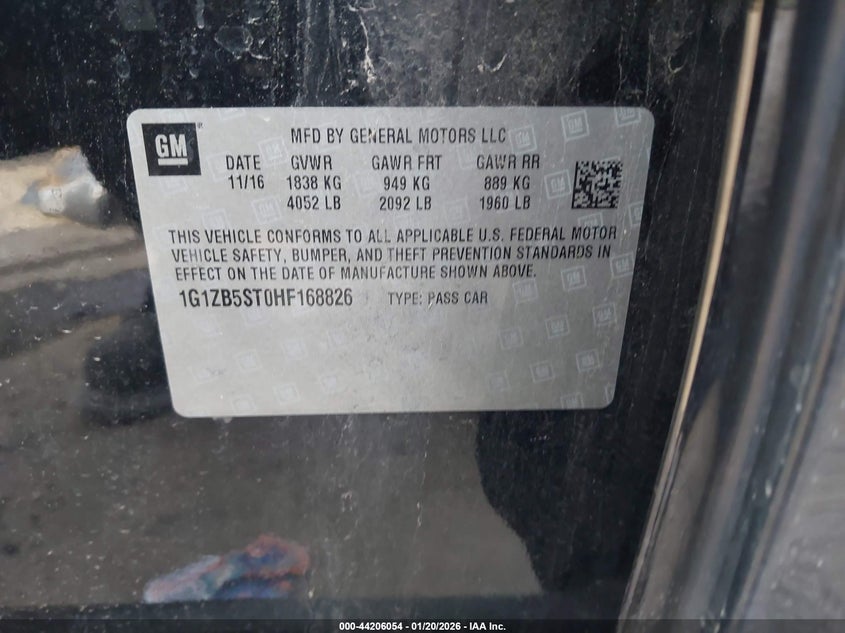 GM
MFD BY GENERAL MOTORS LLC
DATE GVWR GAWR FRT GAWR RR
11/16 1838 KG 949 KG 889 KG
4052 LB 2092 LB 1960 LB
THIS VEHICLE CONFORMS TO ALL APPLICABLE U.S. FEDERAL MOTOR
VEHICLE SAFETY, BUMPER, AND THEFT PREVENTION STANDARDS IN
EFFECT ON THE DATE OF MANUFACTURE SHOWN ABOVE.
1G1ZB5ST0HF168826 TYPE: PASS CAR
000-44206054 - 01/20/2026 - IAA Inc.